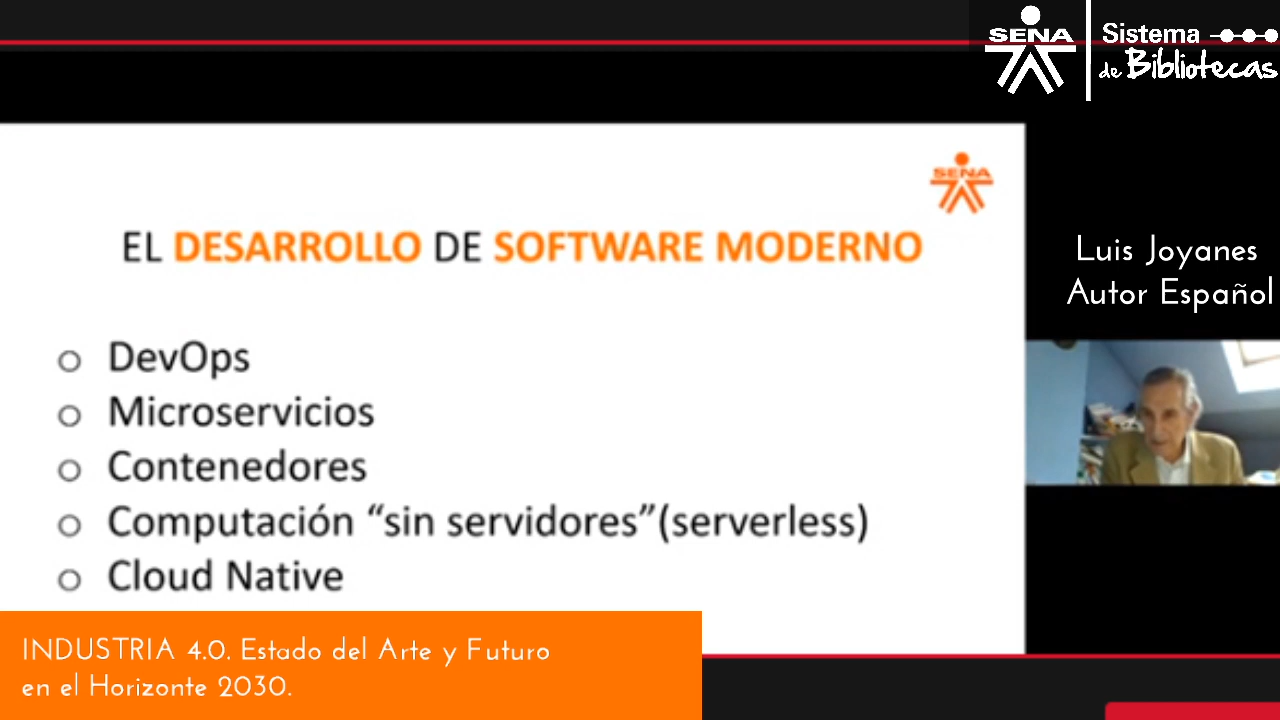 SENA
Sistema
de Bibliotecas
SENA
EL DESARROLLO DE SOFTWARE MODERNO
Luis Joyanes
Autor Español
DevOps
Microservicios
Contenedores
Computación “sin servidores”(serverless)
Cloud Native
INDUSTRIA 4.0. Estado del Arte y Futuro
en el Horizonte 2030.